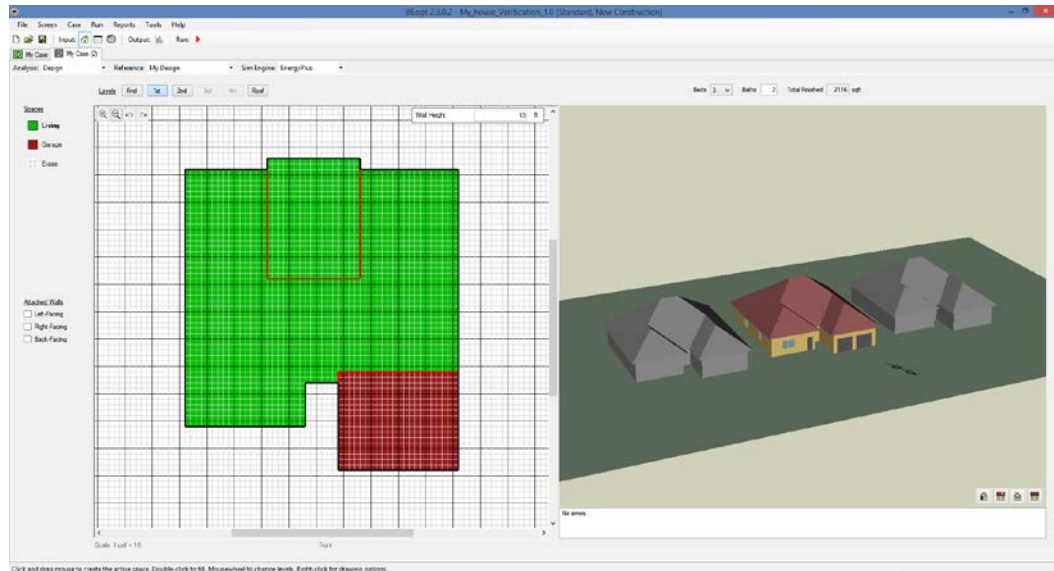 BEopt 2.3.0.2 - My_house_Verification_1.0 [Standard, New Construction]
File Screen Case Run Reports Tools Help
Input: Output: Run:
My Case My Case (2)
Analysis: Design Reference: My Design Sim Engine: EnergyPlus
Levels Fnd 1st 2nd 3rd 4th Roof
Beds 3 Baths 2 Total Finished 2116 sqft
Spaces
Living
Garage
Erase
Wall Height: ft
Attached Walls
Left-Facing
Right-Facing
Back-Facing
No errors
Front
Click and drag mouse to create the active space. Double-click to fill. Mousewheel to change levels. Right-click for drawing options.